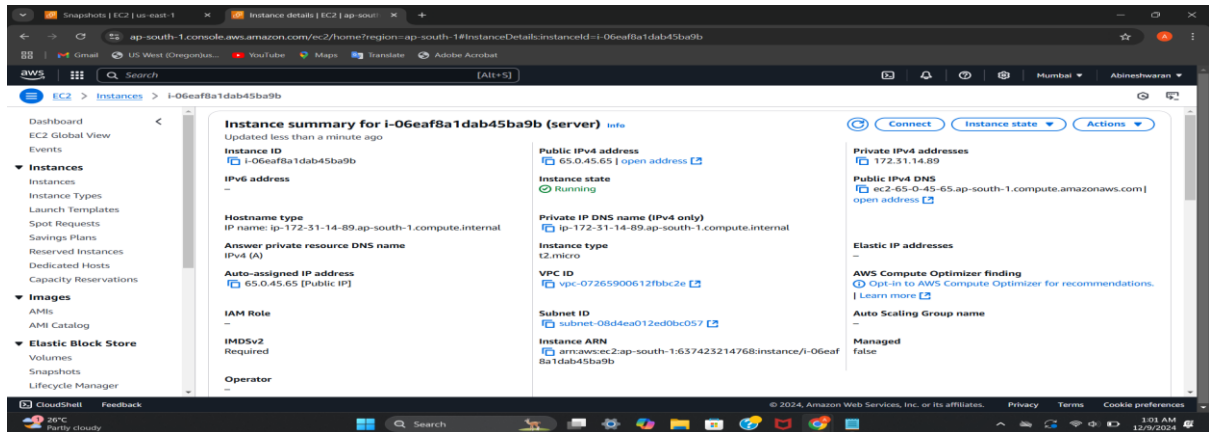 Snapshots | EC2 | us-east-1
Instance details | EC2 | ap-sout
ap-south-1.console.aws.amazon.com/ec2/home?region=ap-south-1#InstanceDetails:instanceId=i-06eaf8a1dab45ba9b
Gmail US West (Oregon)us... YouTube Maps Translate Adobe Acrobat
aws Search [Alt+S] Mumbai Abineshwaran
EC2 > Instances > i-06eaf8a1dab45ba9b
Dashboard
EC2 Global View
Events
Instances
Instances
Instance Types
Launch Templates
Spot Requests
Savings Plans
Reserved Instances
Dedicated Hosts
Capacity Reservations
Images
AMIs
AMI Catalog
Elastic Block Store
Volumes
Snapshots
Lifecycle Manager
Instance summary for i-06eaf8a1dab45ba9b (server) Info
Updated less than a minute ago
Connect Instance state Actions
Instance ID
i-06eaf8a1dab45ba9b
Public IPv4 address
65.0.45.65 | open address
Private IPv4 addresses
172.31.14.89
IPv6 address
–
Instance state
Running
Public IPv4 DNS
ec2-65-0-45-65.ap-south-1.compute.amazonaws.com |
open address
Hostname type
IP name: ip-172-31-14-89.ap-south-1.compute.internal
Private IP DNS name (IPv4 only)
ip-172-31-14-89.ap-south-1.compute.internal
Answer private resource DNS name
IPv4 (A)
Instance type
t2.micro
Elastic IP addresses
–
Auto-assigned IP address
65.0.45.65 [Public IP]
VPC ID
vpc-07265900612fbbc2e
AWS Compute Optimizer finding
Opt-in to AWS Compute Optimizer for recommendations.
| Learn more
IAM Role
–
Subnet ID
subnet-08d4ea012ed0bc057
Auto Scaling Group name
–
IMDSv2
Required
Instance ARN
arn:aws:ec2:ap-south-1:637423214768:instance/i-06eaf
8a1dab45ba9b
Managed
false
Operator
–
CloudShell Feedback © 2024, Amazon Web Services, Inc. or its affiliates. Privacy Terms Cookie preferences
26°C
Partly cloudy
Search
1:01 AM
12/9/2024